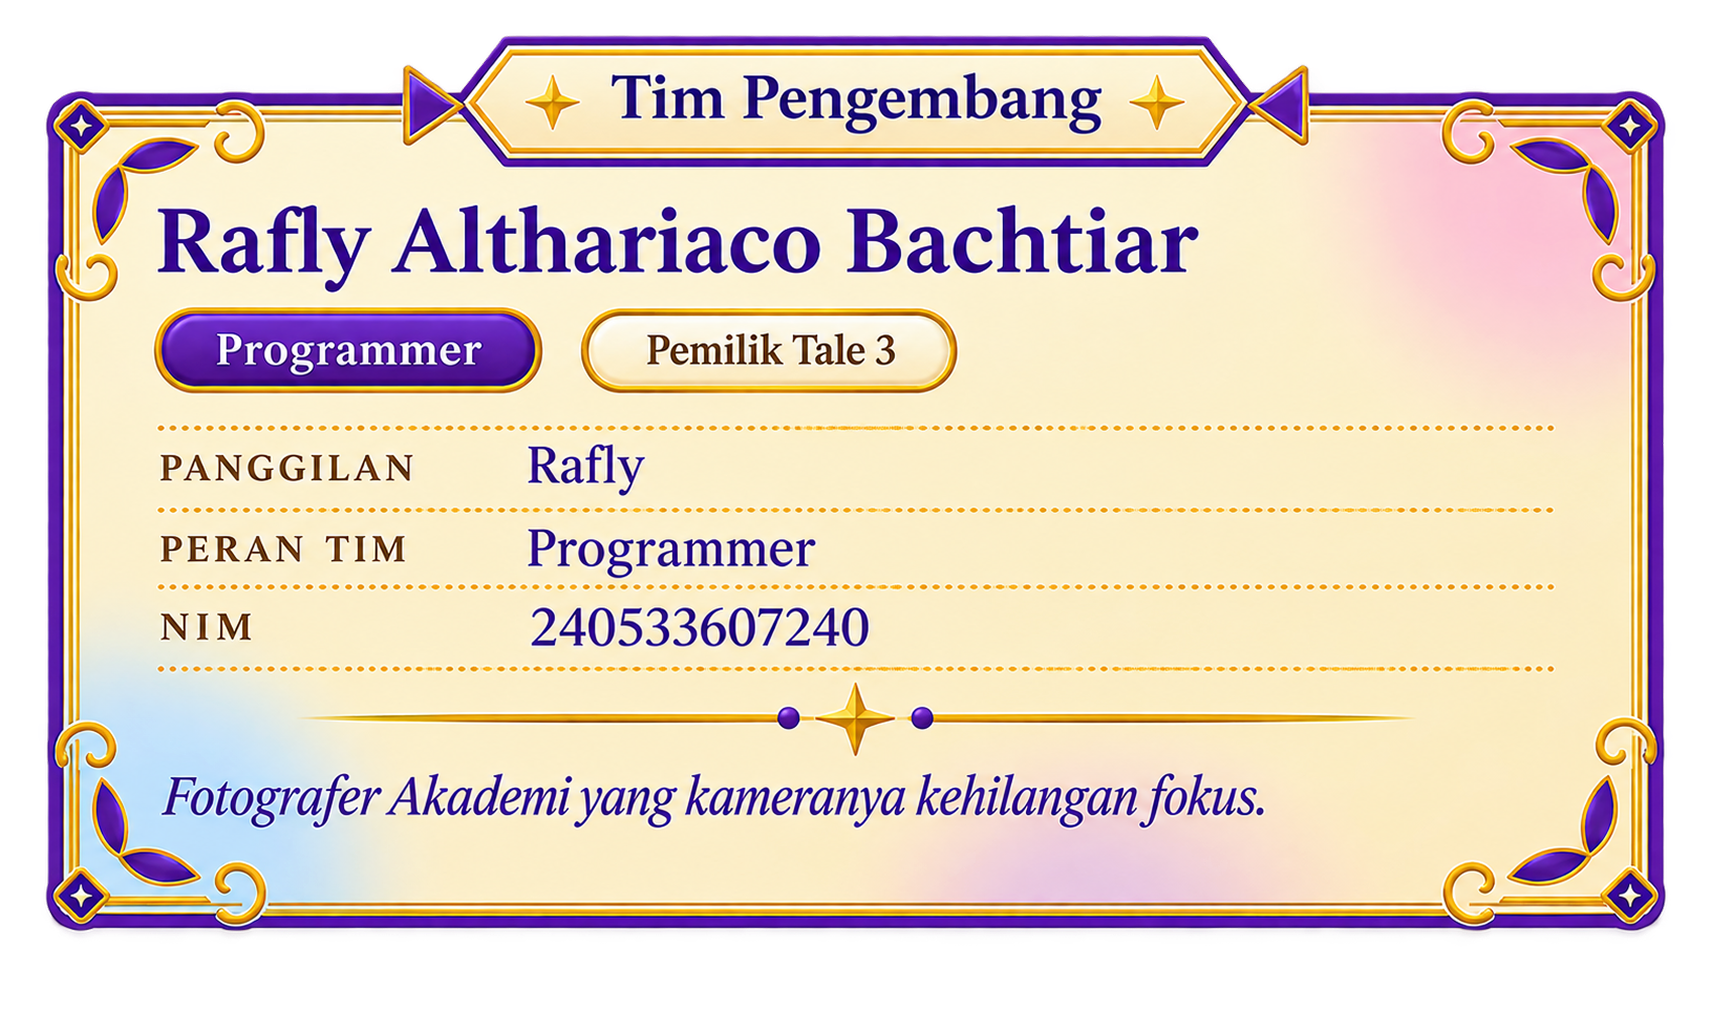 Tim Pengembang
Rafly Althariaco Bachtiar
Programmer
Pemilik Tale 3
PANGGILAN Rafly
PERAN TIM Programmer
NIM 240533607240
Fotografer Akademi yang kameranya kehilangan fokus.